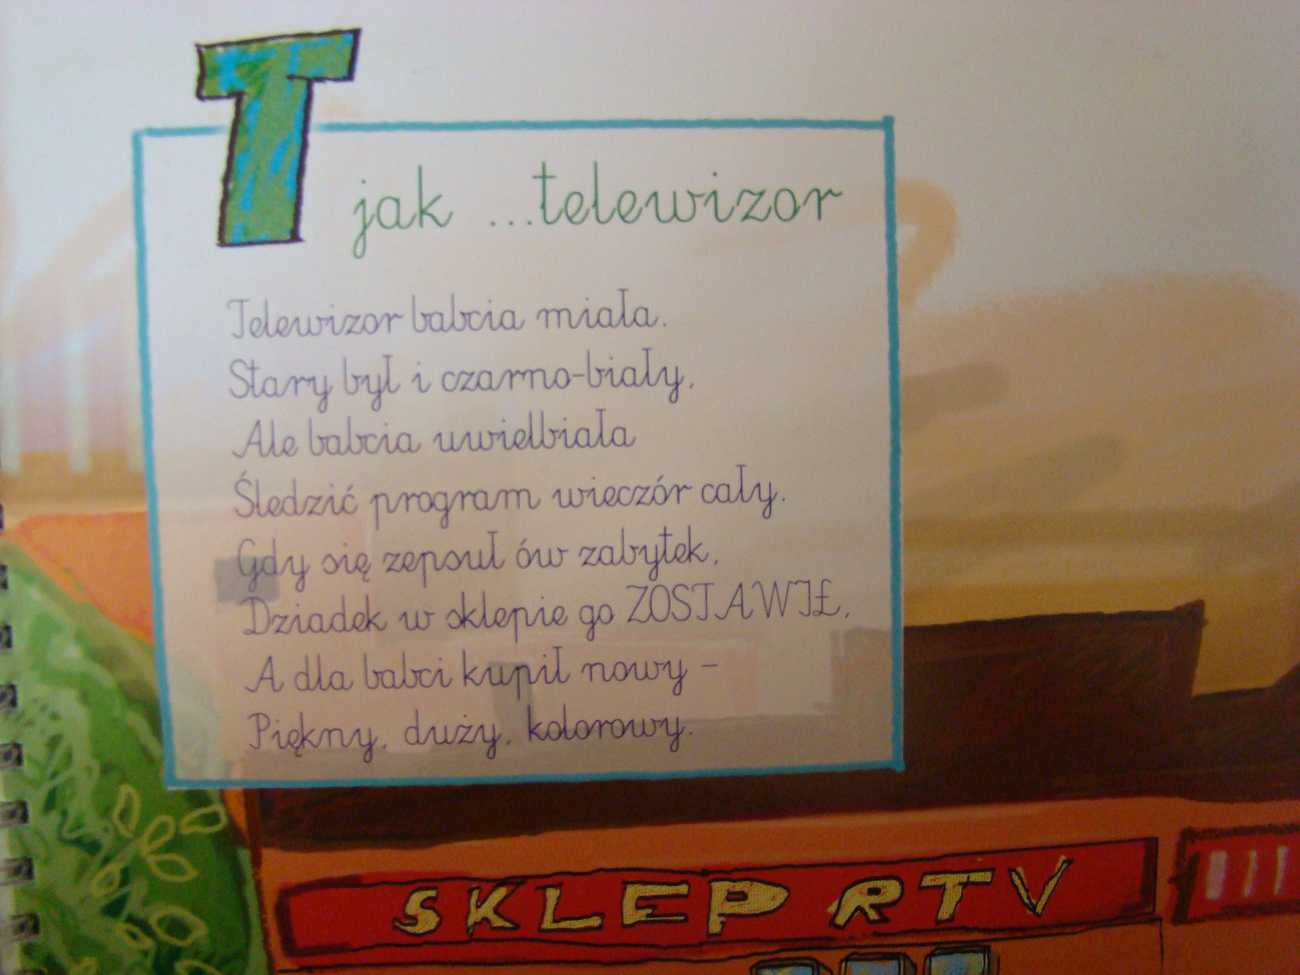 T jak ...telewizor
Telewizor babcia miała.
Stary był i czarno-biały,
Ale babcia uwielbiała
Śledzić program wieczór cały.
Gdy się zepsuł ów zabytek,
Dziadek w sklepie go ZOSTAWIŁ,
A dla babci kupił nowy –
Piękny, duży, kolorowy.
SKLEP RTV